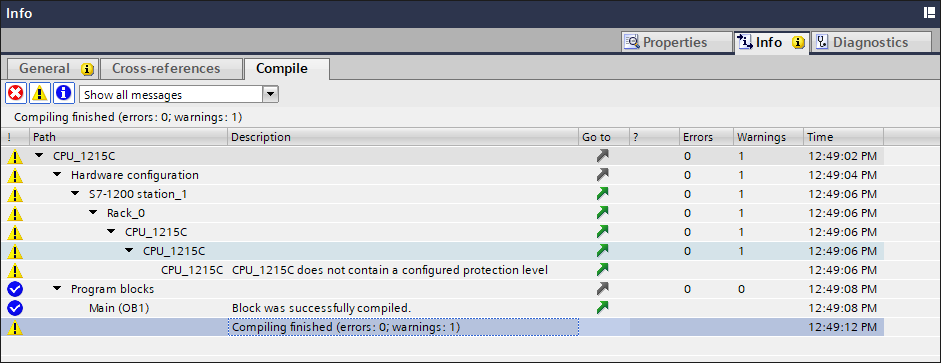 Info
Properties Info Diagnostics
General Cross-references Compile
Show all messages
Compiling finished (errors: 0; warnings: 1)
! Path Description Go to ? Errors Warnings Time
CPU_1215C 0 1 12:49:02 PM
Hardware configuration 0 1 12:49:04 PM
S7-1200 station_1 0 1 12:49:06 PM
Rack_0 0 1 12:49:06 PM
CPU_1215C 0 1 12:49:06 PM
CPU_1215C 0 1 12:49:06 PM
CPU_1215C CPU_1215C does not contain a configured protection level 12:49:06 PM
Program blocks 0 0 12:49:08 PM
Main (OB1) Block was successfully compiled. 12:49:08 PM
Compiling finished (errors: 0; warnings: 1) 12:49:12 PM